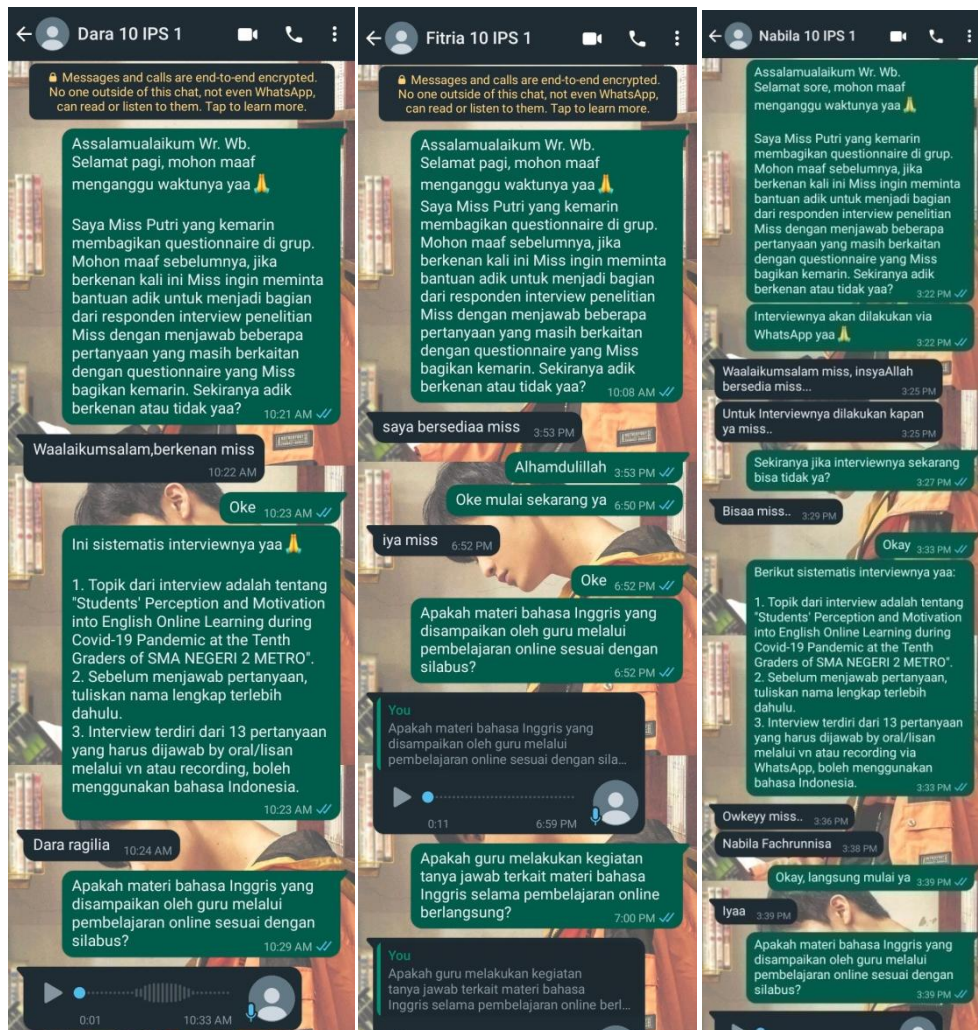 Dara 10 IPS 1
Messages and calls are end-to-end encrypted.
No one outside of this chat, not even WhatsApp,
can read or listen to them. Tap to learn more.
Assalamualaikum Wr. Wb.
Selamat pagi, mohon maaf
menganggu waktunya yaa🙏
Saya Miss Putri yang kemarin
membagikan questionnaire di grup.
Mohon maaf sebelumnya, jika
berkenan kali ini Miss ingin meminta
bantuan adik untuk menjadi bagian
dari responden interview penelitian
Miss dengan menjawab beberapa
pertanyaan yang masih berkaitan
dengan questionnaire yang Miss
bagikan kemarin. Sekiranya adik
berkenan atau tidak yaa?
10:21 AM
Waalaikumsalam,berkenan miss
10:22 AM
Oke 10:23 AM
Ini sistematis interviewnya yaa🙏
1. Topik dari interview adalah tentang
"Students' Perception and Motivation
into English Online Learning during
Covid-19 Pandemic at the Tenth
Graders of SMA NEGERI 2 METRO".
2. Sebelum menjawab pertanyaan,
tuliskan nama lengkap terlebih
dahulu.
3. Interview terdiri dari 13 pertanyaan
yang harus dijawab by oral/lisan
melalui vn atau recording, boleh
menggunakan bahasa Indonesia.
10:23 AM
Dara ragilia 10:24 AM
Apakah materi bahasa Inggris yang
disampaikan oleh guru melalui
pembelajaran online sesuai dengan
silabus?
10:29 AM
0:01 10:33 AM
Fitria 10 IPS 1
Messages and calls are end-to-end encrypted.
No one outside of this chat, not even WhatsApp,
can read or listen to them. Tap to learn more.
Assalamualaikum Wr. Wb.
Selamat pagi, mohon maaf
menganggu waktunya yaa🙏
Saya Miss Putri yang kemarin
membagikan questionnaire di grup.
Mohon maaf sebelumnya, jika
berkenan kali ini Miss ingin meminta
bantuan adik untuk menjadi bagian
dari responden interview penelitian
Miss dengan menjawab beberapa
pertanyaan yang masih berkaitan
dengan questionnaire yang Miss
bagikan kemarin. Sekiranya adik
berkenan atau tidak yaa?
10:08 AM
saya bersediaa miss 3:53 PM
Alhamdulillah 3:53 PM
Oke mulai sekarang ya 6:50 PM
iya miss 6:52 PM
Oke 6:52 PM
Apakah materi bahasa Inggris yang
disampaikan oleh guru melalui
pembelajaran online sesuai dengan
silabus?
6:52 PM
You
Apakah materi bahasa Inggris yang
disampaikan oleh guru melalui
pembelajaran online sesuai dengan sila...
0:11 6:59 PM
Apakah guru melakukan kegiatan
tanya jawab terkait materi bahasa
Inggris selama pembelajaran online
berlangsung?
7:00 PM
You
Apakah guru melakukan kegiatan
tanya jawab terkait materi bahasa
Inggris selama pembelajaran online berl...
Nabila 10 IPS 1
Assalamualaikum Wr. Wb.
Selamat sore, mohon maaf
menganggu waktunya yaa🙏
Saya Miss Putri yang kemarin
membagikan questionnaire di grup.
Mohon maaf sebelumnya, jika
berkenan kali ini Miss ingin meminta
bantuan adik untuk menjadi bagian
dari responden interview penelitian
Miss dengan menjawab beberapa
pertanyaan yang masih berkaitan
dengan questionnaire yang Miss
bagikan kemarin. Sekiranya adik
berkenan atau tidak yaa?
3:22 PM
Interviewnya akan dilakukan via
WhatsApp yaa🙏
3:22 PM
Waalaikumsalam miss, insyaAllah
bersedia miss...
3:25 PM
Untuk Interviewnya dilakukan kapan
ya miss..
3:25 PM
Sekiranya jika interviewnya sekarang
bisa tidak ya?
3:27 PM
Bisaa miss.. 3:29 PM
Okay 3:33 PM
Berikut sistematis interviewnya yaa:
1. Topik dari interview adalah tentang
"Students' Perception and Motivation
into English Online Learning during
Covid-19 Pandemic at the Tenth
Graders of SMA NEGERI 2 METRO".
2. Sebelum menjawab pertanyaan,
tuliskan nama lengkap terlebih
dahulu.
3. Interview terdiri dari 13 pertanyaan
yang harus dijawab by oral/lisan
melalui vn atau recording via
WhatsApp, boleh menggunakan
bahasa Indonesia.
3:33 PM
Owkeyy miss.. 3:36 PM
Nabila Fachrunnisa 3:38 PM
Okay, langsung mulai ya 3:39 PM
Iyaa 3:39 PM
Apakah materi bahasa Inggris yang
disampaikan oleh guru melalui
pembelajaran online sesuai dengan
silabus?
3:39 PM